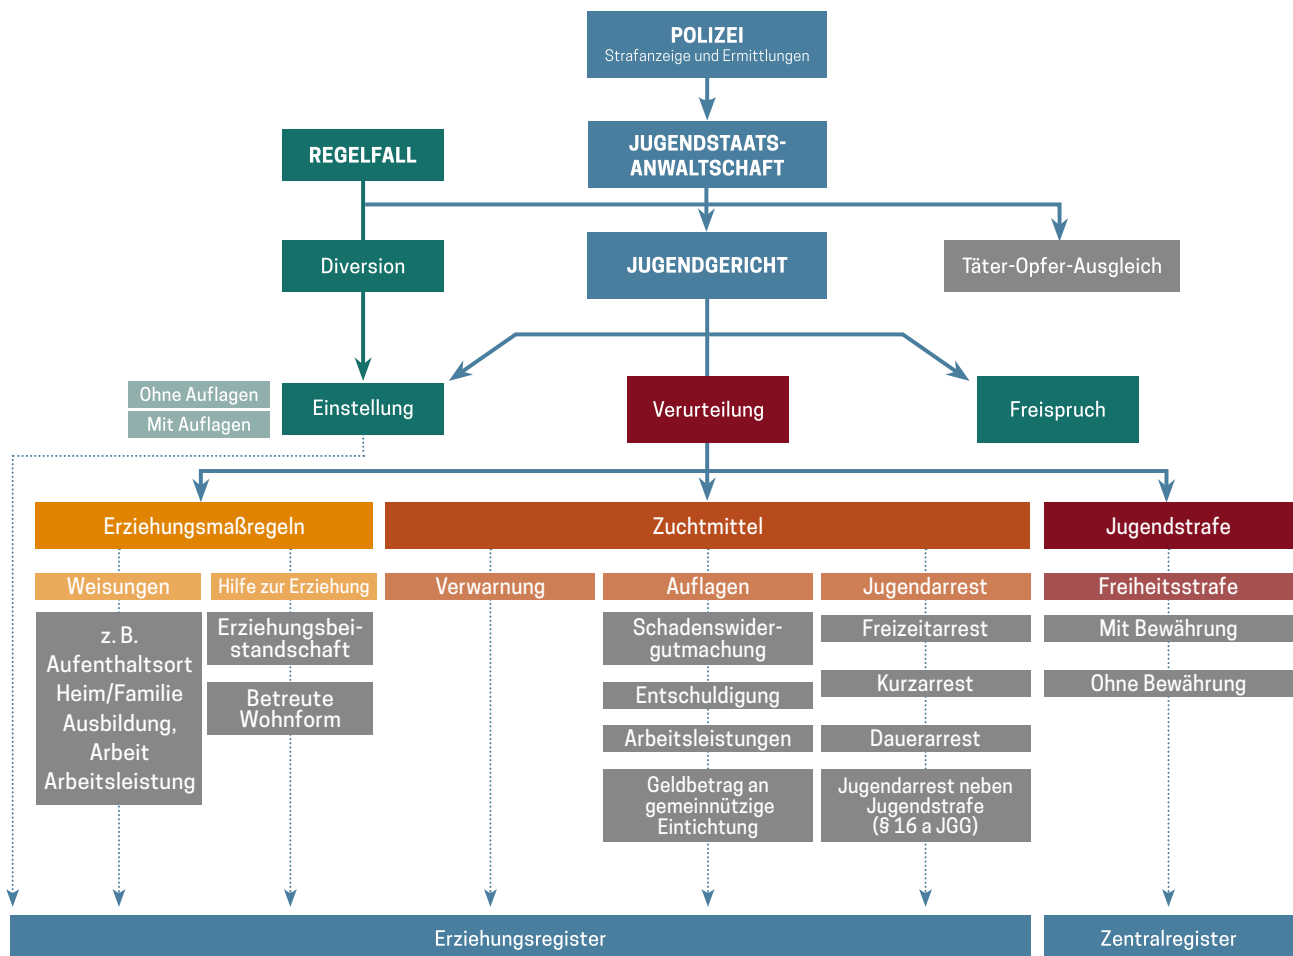 POLIZEI
Strafanzeige und Ermittlungen
JUGENDSTAATS-
ANWALTSCHAFT
REGELFALL
Diversion
JUGENDGERICHT
Täter-Opfer-Ausgleich
Ohne Auflagen
Mit Auflagen
Einstellung
Verurteilung
Freispruch
Erziehungsmaßregeln
Zuchtmittel
Jugendstrafe
Weisungen
Hilfe zur Erziehung
Verwarnung
Auflagen
Jugendarrest
Freiheitsstrafe
z. B.
Aufenthaltsort
Heim/Familie
Ausbildung,
Arbeit
Arbeitsleistung
Erziehungsbei-
standschaft
Betreute
Wohnform
Schadenswider-
gutmachung
Entschuldigung
Arbeitsleistungen
Geldbetrag an
gemeinnützige
Eintichtung
Freizeitarrest
Kurzarrest
Dauerarrest
Jugendarrest neben
Jugendstrafe
(§ 16 a JGG)
Mit Bewährung
Ohne Bewährung
Erziehungsregister
Zentralregister